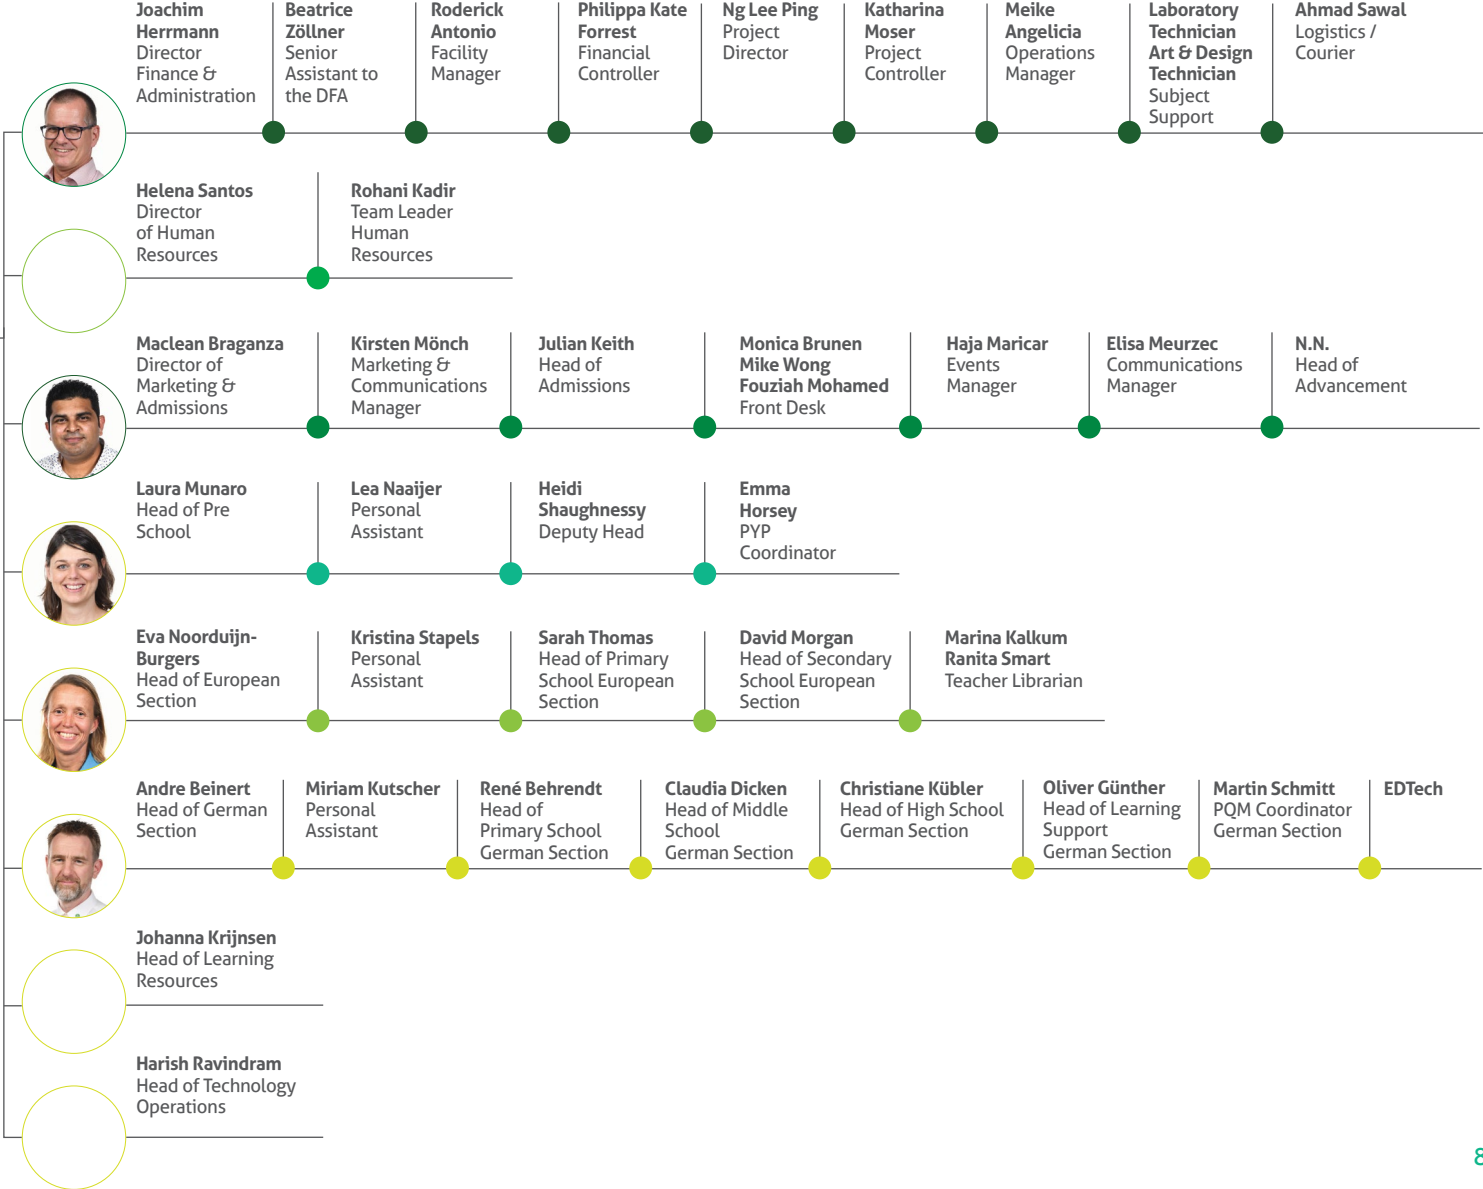 Joachim
Herrmann
Director
Finance &
Administration
Beatrice
Zöllner
Senior
Assistant to
the DFA
Roderick
Antonio
Facility
Manager
Philippa Kate
Forrest
Financial
Controller
Ng Lee Ping
Project
Director
Katharina
Moser
Project
Controller
Meike
Angelicia
Operations
Manager
Laboratory
Technician
Art & Design
Technician
Subject
Support
Ahmad Sawal
Logistics /
Courier
Helena Santos
Director
of Human
Resources
Rohani Kadir
Team Leader
Human
Resources
Maclean Braganza
Director of
Marketing &
Admissions
Kirsten Mönch
Marketing &
Communications
Manager
Julian Keith
Head of
Admissions
Monica Brunen
Mike Wong
Fouziah Mohamed
Front Desk
Haja Maricar
Events
Manager
Elisa Meurzec
Communications
Manager
N.N.
Head of
Advancement
Laura Munaro
Head of Pre
School
Lea Naaijer
Personal
Assistant
Heidi
Shaughnessy
Deputy Head
Emma
Horsey
PYP
Coordinator
Eva Noorduijn-
Burgers
Head of European
Section
Kristina Stapels
Personal
Assistant
Sarah Thomas
Head of Primary
School European
Section
David Morgan
Head of Secondary
School European
Section
Marina Kalkum
Ranita Smart
Teacher Librarian
Andre Beinert
Head of German
Section
Miriam Kutscher
Personal
Assistant
René Behrendt
Head of
Primary School
German Section
Claudia Dicken
Head of Middle
School
German Section
Christiane Kübler
Head of High School
German Section
Oliver Günther
Head of Learning
Support
German Section
Martin Schmitt
PQM Coordinator
German Section
EDTech
Johanna Krijnsen
Head of Learning
Resources
Harish Ravindram
Head of Technology
Operations
8